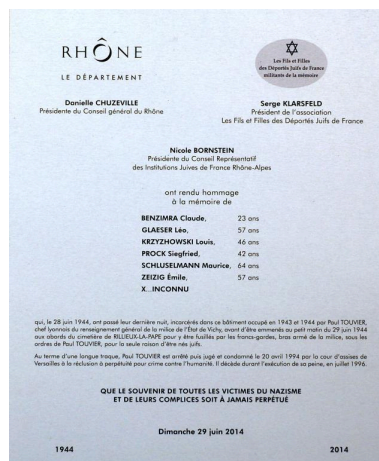 RHÔNE
LE DÉPARTEMENT
Les Fils et Filles
des Déportés Juifs de France
militants de la mémoire
Danielle CHUZEVILLE
Présidente du Conseil général du Rhône
Serge KLARSFELD
Président de l'association
Les Fils et Filles des Déportés Juifs de France
Nicole BORNSTEIN
Présidente du Conseil Représentatif
des Institutions Juives de France Rhône-Alpes
ont rendu hommage
à la mémoire de
BENZIMRA Claude, 23 ans
GLAESER Léo, 57 ans
KRZYZHOWSKI Louis, 46 ans
PROCK Siegfried, 42 ans
SCHLUSELMANN Maurice, 64 ans
ZEIZIG Émile, 57 ans
X...INCONNU
qui, le 28 juin 1944, ont passé leur dernière nuit, incarcérés dans ce bâtiment occupé en 1943 et 1944 par Paul TOUVIER,
chef lyonnais du renseignement général de la milice de l'État de Vichy, avant d'être emmenés au petit matin du 29 juin 1944
aux abords du cimetière de RILLIEUX-LA-PAPE pour y être fusillés par les francs-gardes, bras armé de la milice, sous les
ordres de Paul TOUVIER, pour la seule raison d'être nés juifs.
Au terme d'une longue traque, Paul TOUVIER est arrêté puis jugé et condamné le 20 avril 1994 par la cour d'assises de
Versailles à la réclusion à perpétuité pour crime contre l'humanité. Il décède durant l'exécution de sa peine, en juillet 1996.
QUE LE SOUVENIR DE TOUTES LES VICTIMES DU NAZISME
ET DE LEURS COMPLICES SOIT À JAMAIS PERPÉTUÉ
Dimanche 29 juin 2014
1944 2014